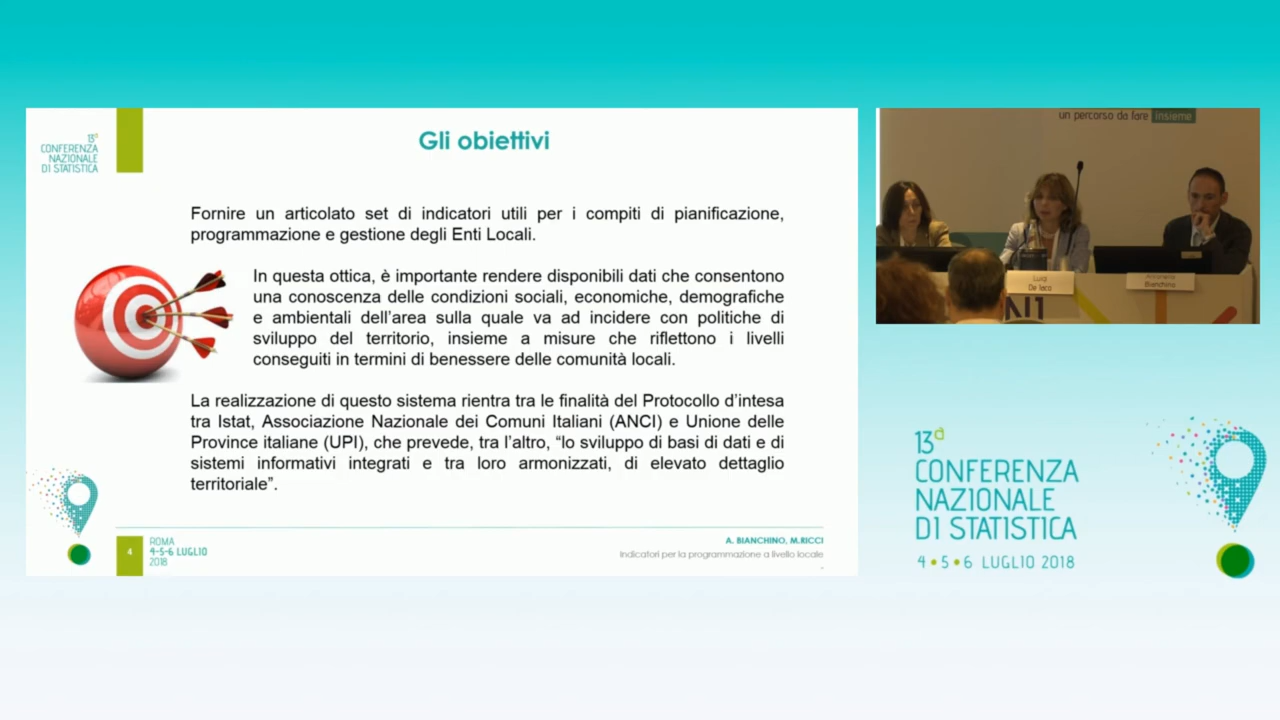 13ª
CONFERENZA
NAZIONALE
DI STATISTICA
Gli obiettivi
Fornire un articolato set di indicatori utili per i compiti di pianificazione,
programmazione e gestione degli Enti Locali.
In questa ottica, è importante rendere disponibili dati che consentono
una conoscenza delle condizioni sociali, economiche, demografiche
e ambientali dell’area sulla quale va ad incidere con politiche di
sviluppo del territorio, insieme a misure che riflettono i livelli
conseguiti in termini di benessere delle comunità locali.
La realizzazione di questo sistema rientra tra le finalità del Protocollo d’intesa
tra Istat, Associazione Nazionale dei Comuni Italiani (ANCI) e Unione delle
Province italiane (UPI), che prevede, tra l’altro, “lo sviluppo di basi di dati e di
sistemi informativi integrati e tra loro armonizzati, di elevato dettaglio
territoriale”.
4
ROMA
4-5-6 LUGLIO
2018
A. BIANCHINO, M.RICCI
Indicatori per la programmazione a livello locale
un percorso da fare insieme
De Iaco
Bianchino
13ª
CONFERENZA
NAZIONALE
DI STATISTICA
4 • 5 • 6 LUGLIO 2018